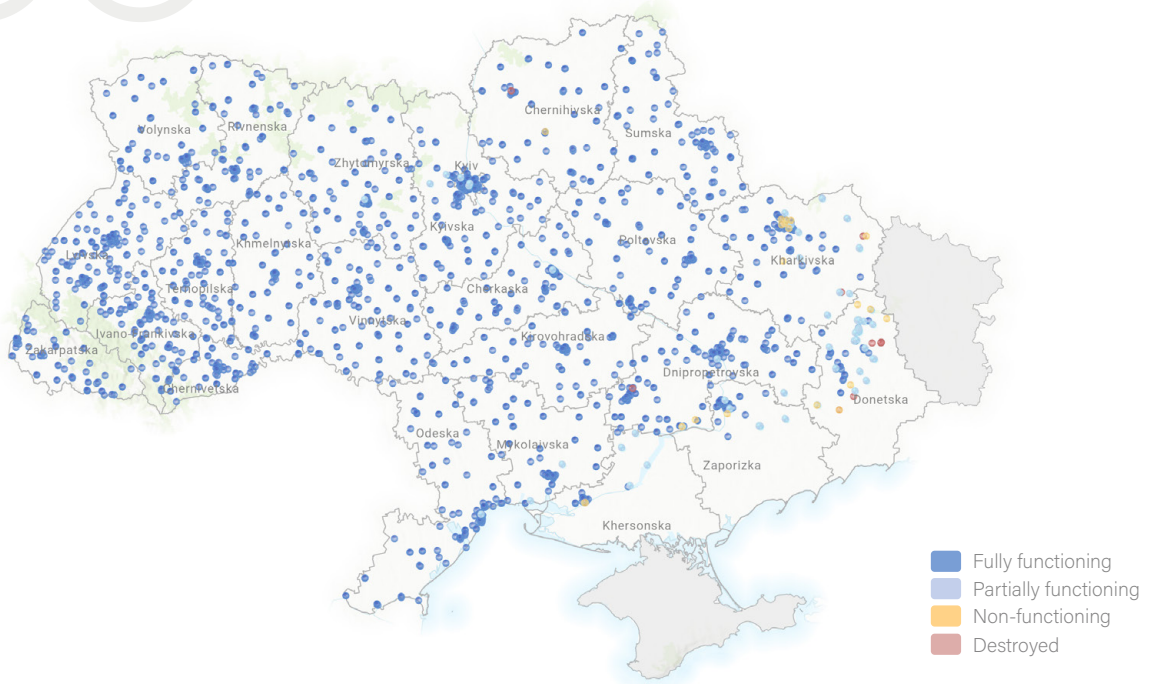 Chernihivska
Volynska
Rivnenska
Sumska
Zhytomyrska
Kyiv
Kyivska
Poltavska
Khmelnytska
Lvivska
Kharkivska
Ternopilska
Cherkaska
Vinnytska
Ivano-Frankivska
Kirovohradska
Zakarpatska
Dnipropetrovska
Chernivetska
Donetska
Odeska
Mykolaivska
Zaporizka
Khersonska
Fully functioning
Partially functioning
Non-functioning
Destroyed